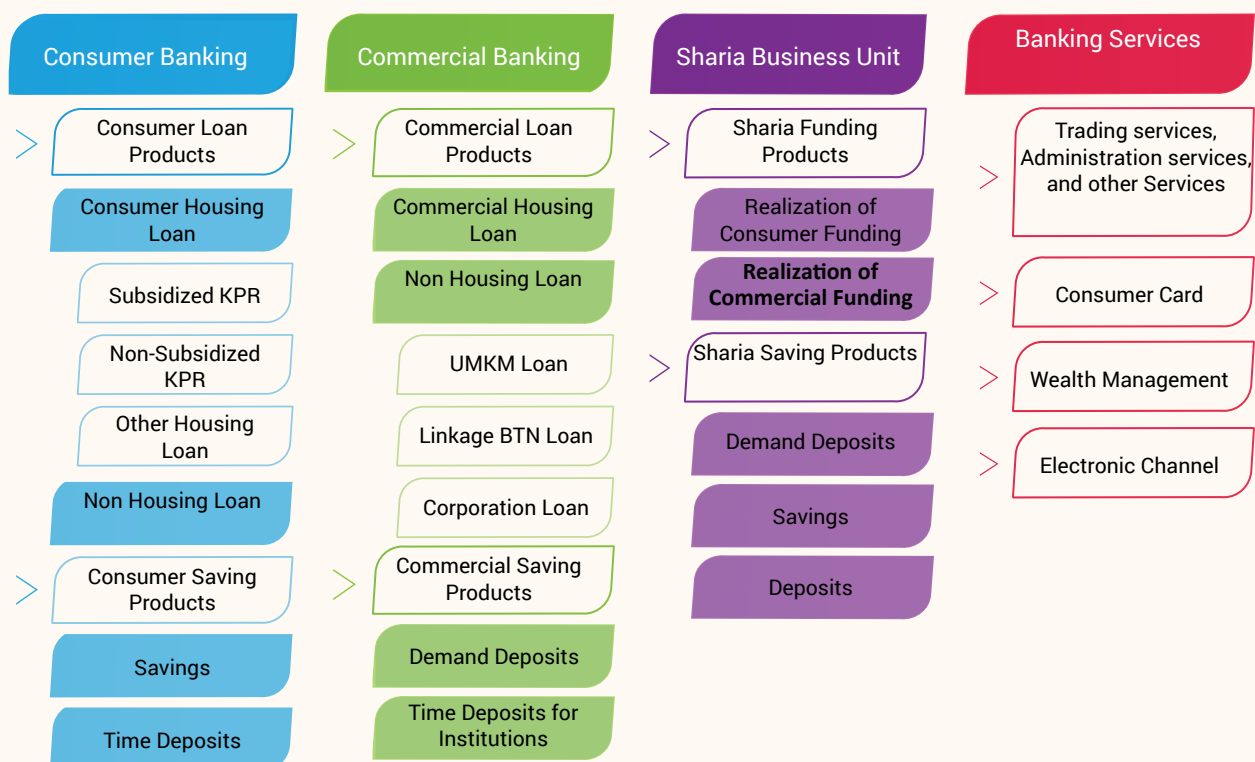 Consumer Banking
Consumer Loan
Products
Consumer Housing
Loan
Subsidized KPR
Non-Subsidized
KPR
Other Housing
Loan
Non Housing Loan
Consumer Saving
Products
Savings
Time Deposits
Commercial Banking
Commercial Loan
Products
Commercial Housing
Loan
Non Housing Loan
UMKM Loan
Linkage BTN Loan
Corporation Loan
Commercial Saving
Products
Demand Deposits
Time Deposits for
Institutions
Sharia Business Unit
Sharia Funding
Products
Realization of
Consumer Funding
Realization of
Commercial Funding
Sharia Saving Products
Demand Deposits
Savings
Deposits
Banking Services
Trading services,
Administration services,
and other Services
Consumer Card
Wealth Management
Electronic Channel